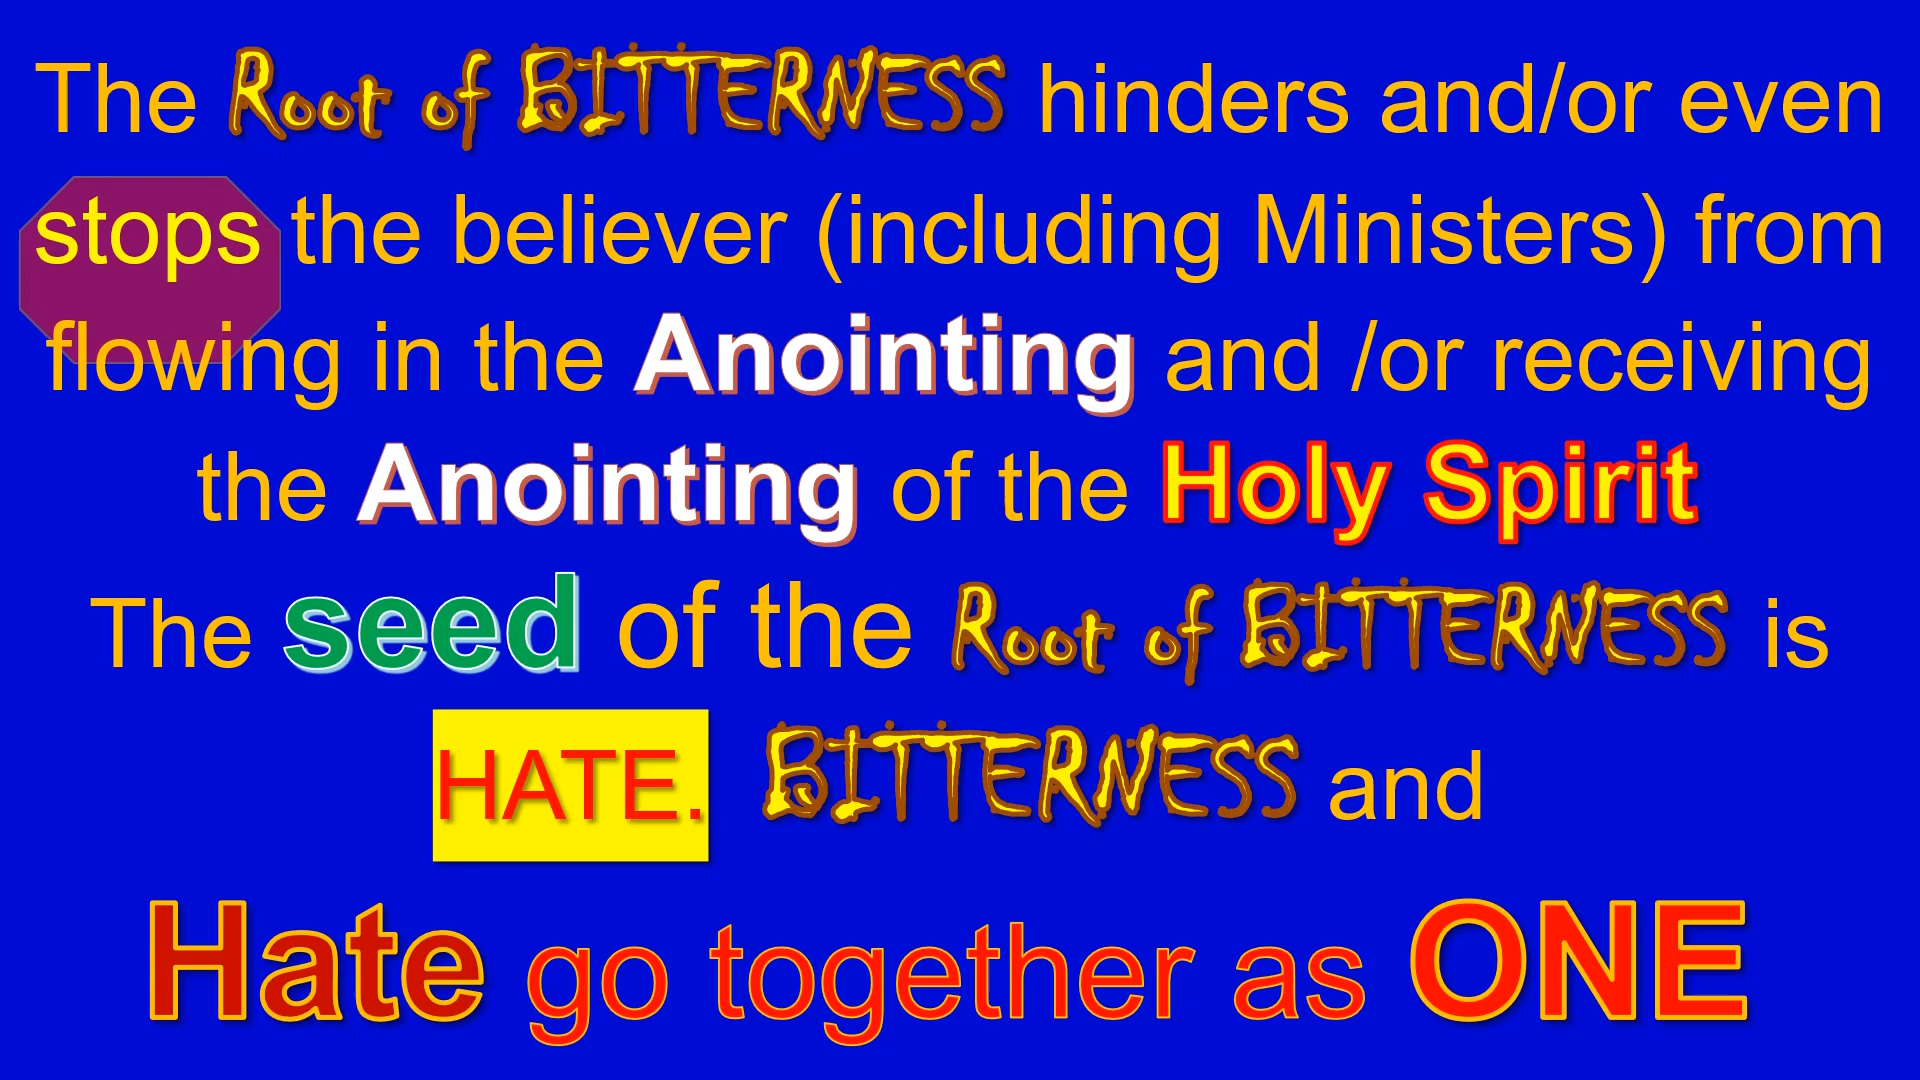 The Root of BITTERNESS hinders and/or even
stops the believer (including Ministers) from
flowing in the Anointing and /or receiving
the Anointing of the Holy Spirit
The seed of the Root of BITTERNESS is
HATE. BITTERNESS and
Hate go together as ONE